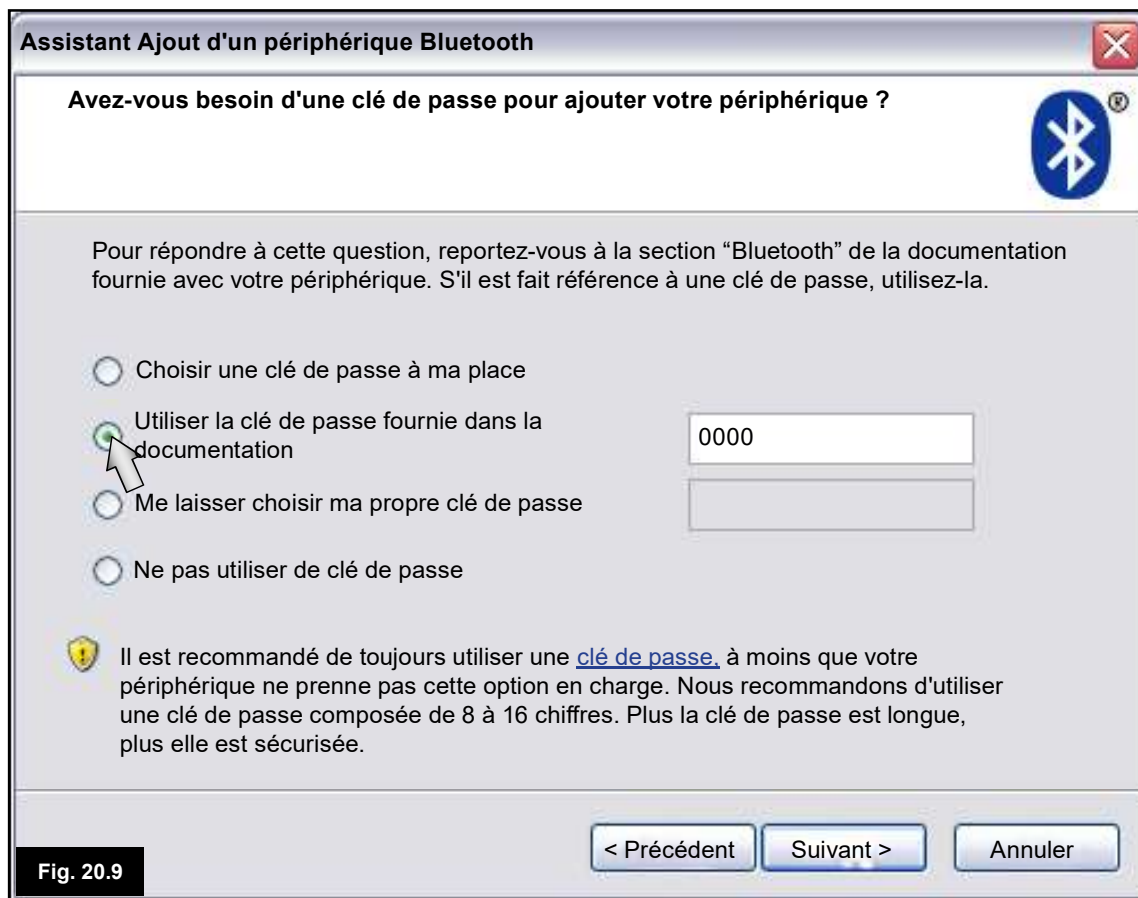 Assistant Ajout d'un périphérique Bluetooth
Avez-vous besoin d'une clé de passe pour ajouter votre périphérique ?
®
Pour répondre à cette question, reportez-vous à la section “Bluetooth” de la documentation
fournie avec votre périphérique. S'il est fait référence à une clé de passe, utilisez-la.
Choisir une clé de passe à ma place
Utiliser la clé de passe fournie dans la
documentation
0000
Me laisser choisir ma propre clé de passe
Ne pas utiliser de clé de passe
Il est recommandé de toujours utiliser une clé de passe, à moins que votre
périphérique ne prenne pas cette option en charge. Nous recommandons d'utiliser
une clé de passe composée de 8 à 16 chiffres. Plus la clé de passe est longue,
plus elle est sécurisée.
< Précédent Suivant > Annuler
Fig. 20.9